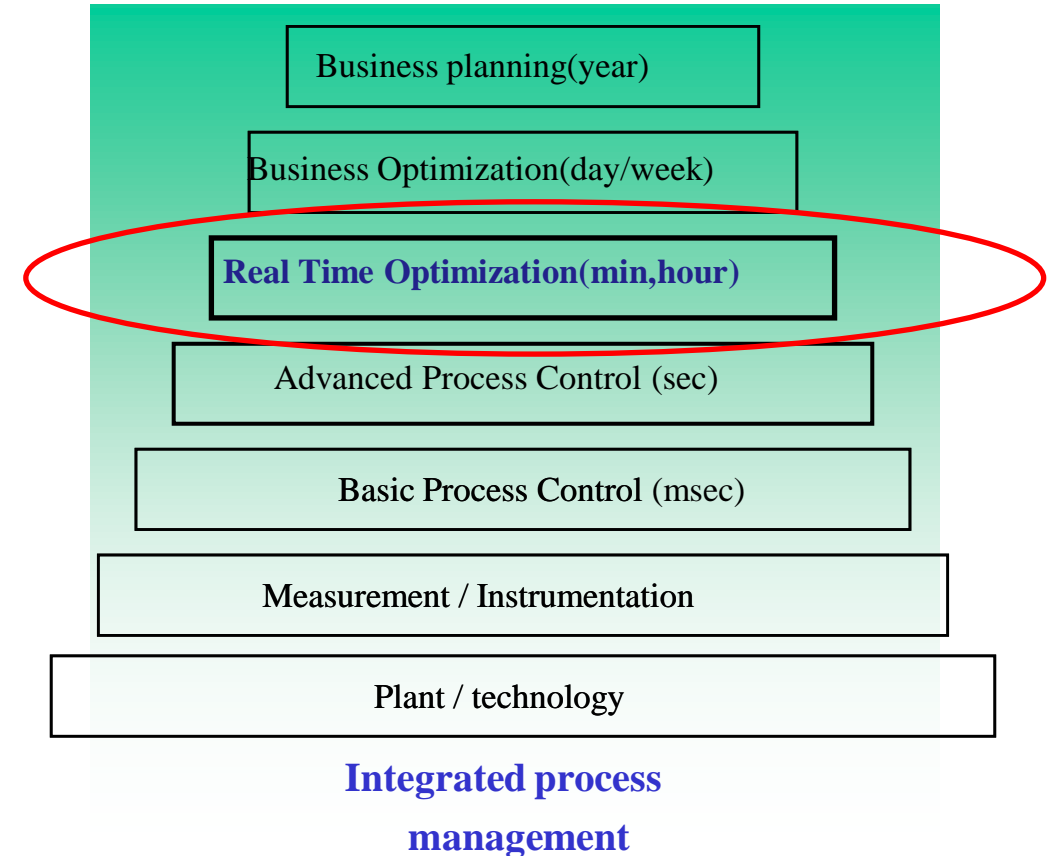 Business planning(year)
Business Optimization(day/week)
Real Time Optimization(min,hour)
Advanced Process Control (sec)
Basic Process Control (msec)
Measurement / Instrumentation
Plant / technology
Integrated process
management